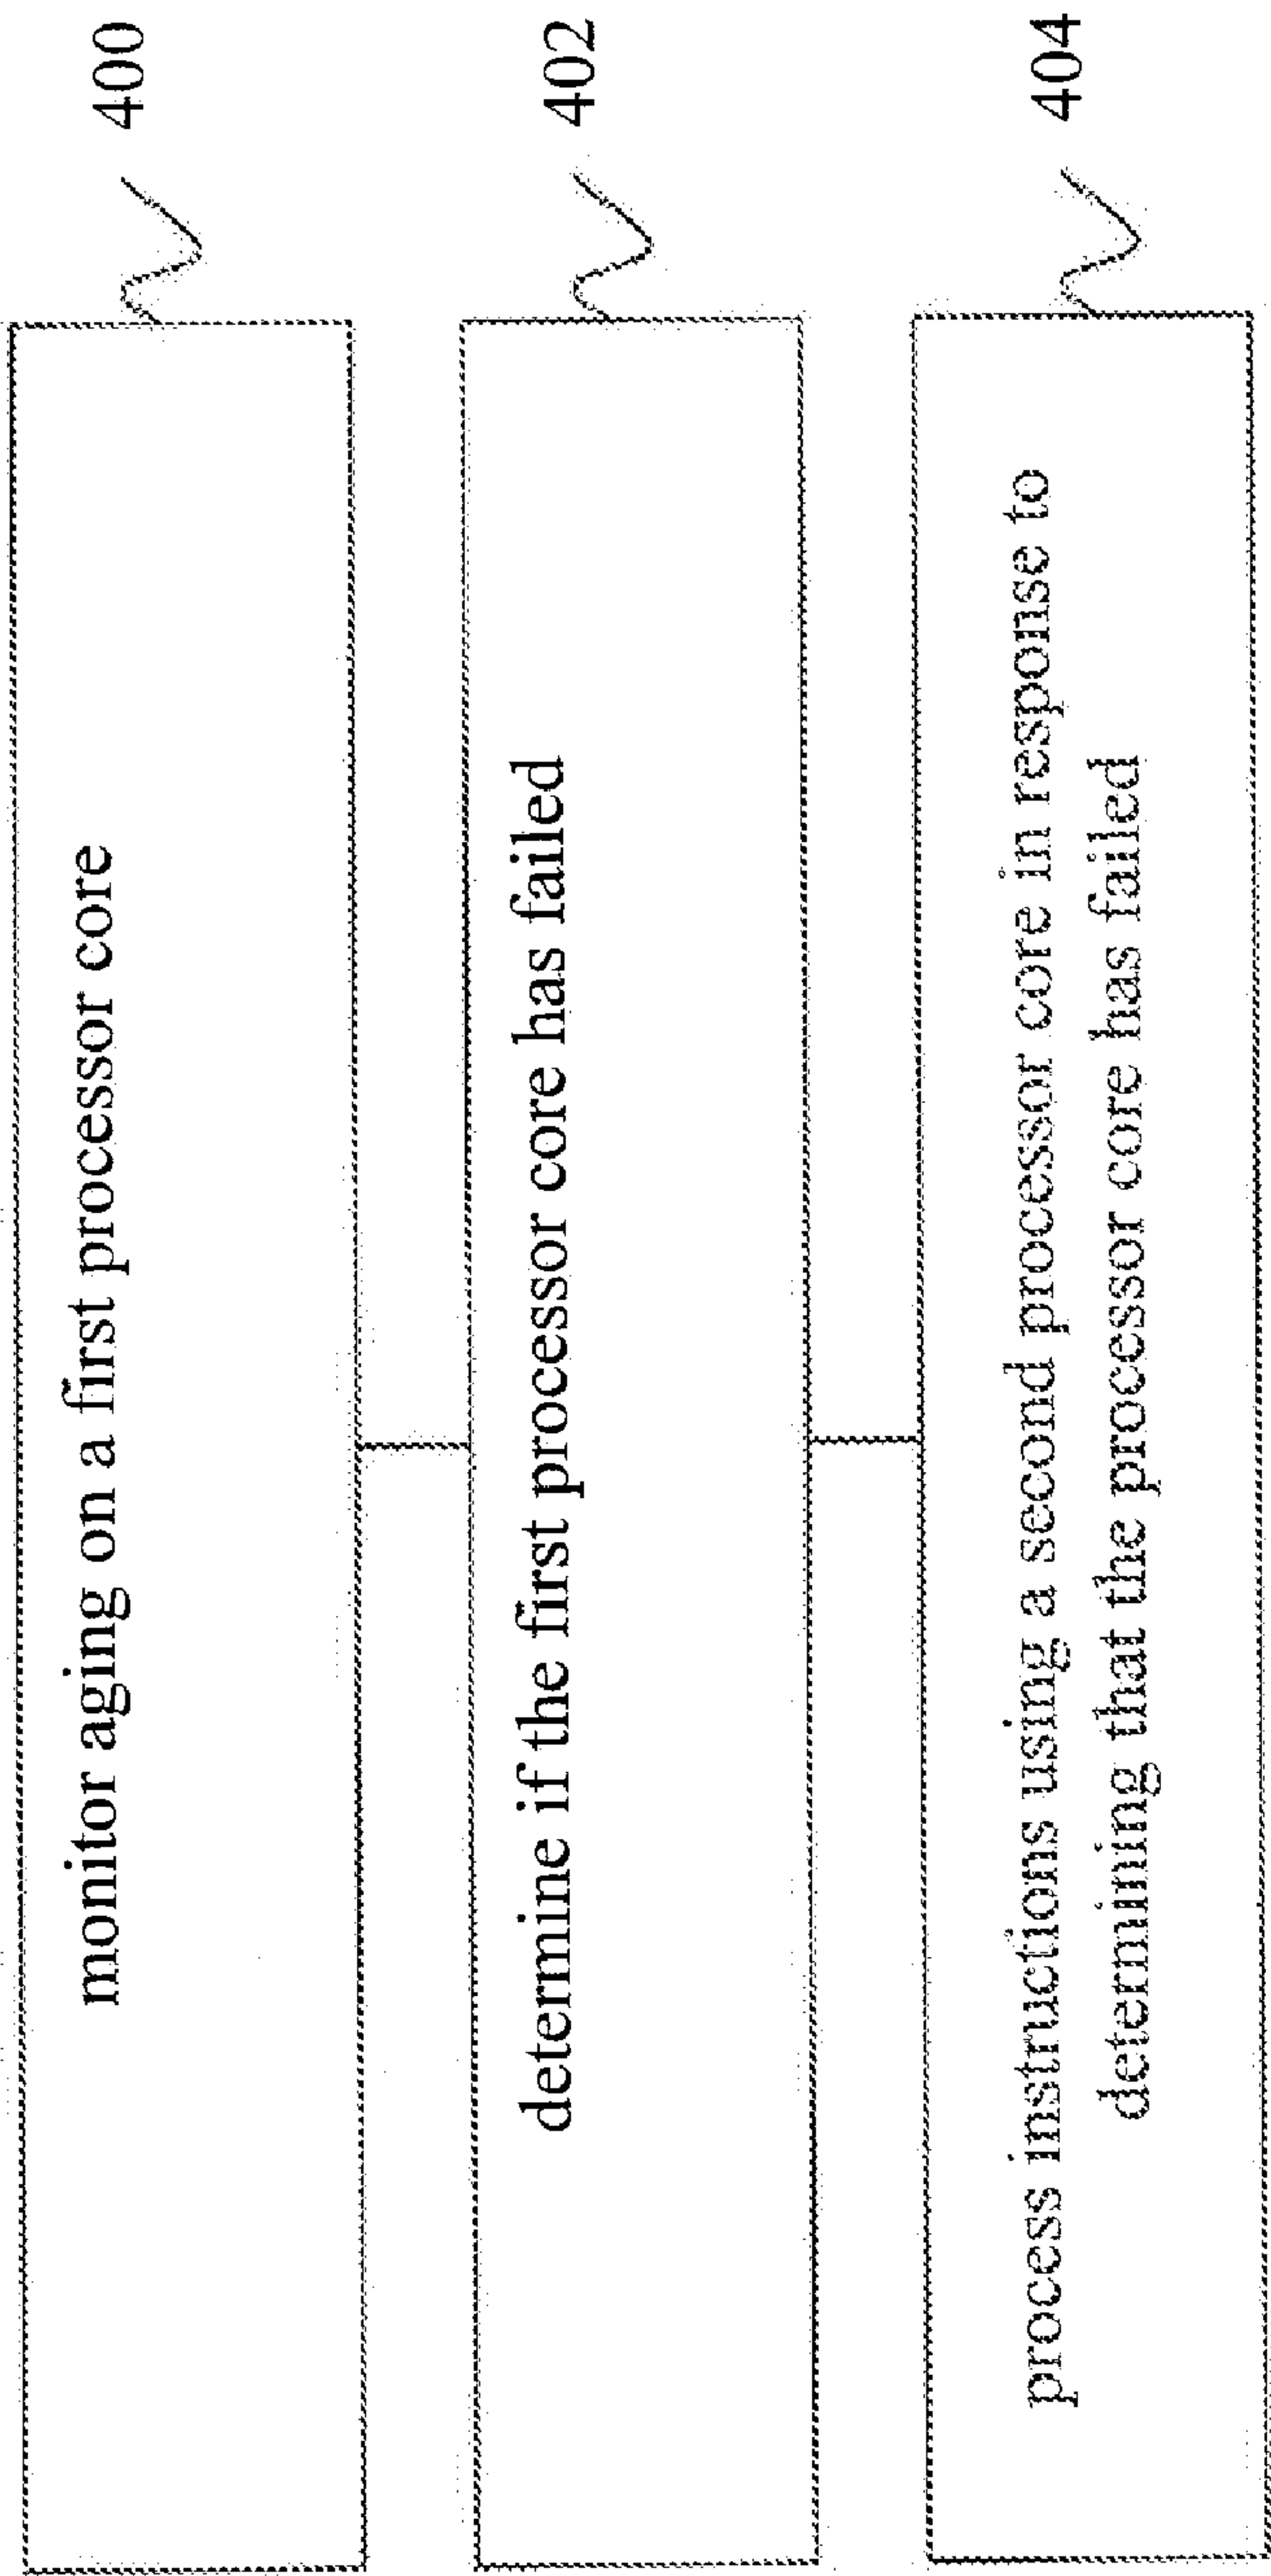 monitor aging on a first processor core
400
determine if the first processor core has failed
402
process instructions using a second processor core in response to
determining that the processor core has failed
404